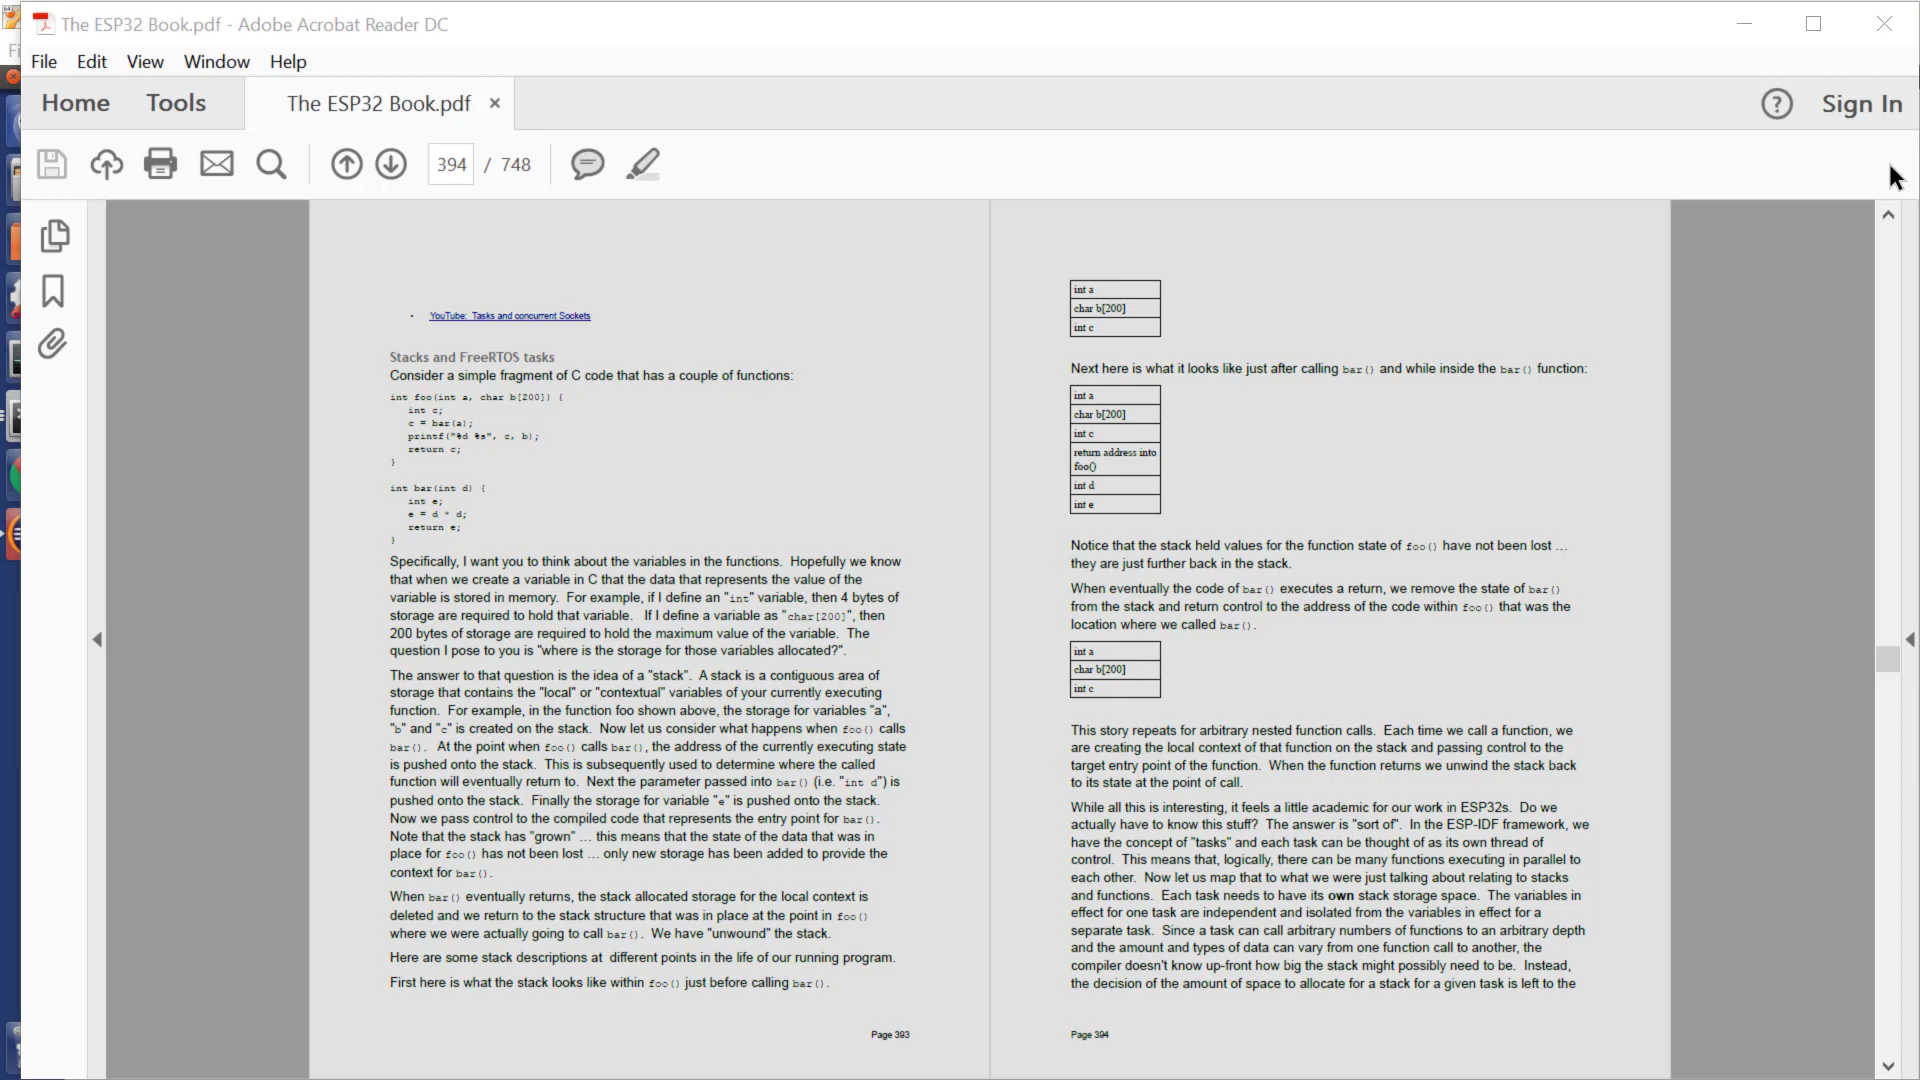 The ESP32 Book.pdf - Adobe Acrobat Reader DC
File Edit View Window Help
Home Tools The ESP32 Book.pdf × ? Sign In
394 / 748
• YouTube: Tasks and concurrent Sockets
Stacks and FreeRTOS tasks
Consider a simple fragment of C code that has a couple of functions:
int foo(int a, char b[200]) {
int c;
c = bar(a);
printf("%d %s", c, b);
return c;
}
int bar(int d) {
int e;
e = d * d;
return e;
}
Specifically, I want you to think about the variables in the functions. Hopefully we know
that when we create a variable in C that the data that represents the value of the
variable is stored in memory. For example, if I define an "int" variable, then 4 bytes of
storage are required to hold that variable. If I define a variable as "char[200]", then
200 bytes of storage are required to hold the maximum value of the variable. The
question I pose to you is "where is the storage for those variables allocated?".
The answer to that question is the idea of a "stack". A stack is a contiguous area of
storage that contains the "local" or "contextual" variables of your currently executing
function. For example, in the function foo shown above, the storage for variables "a",
"b" and "c" is created on the stack. Now let us consider what happens when foo() calls
bar(). At the point when foo() calls bar(), the address of the currently executing state
is pushed onto the stack. This is subsequently used to determine where the called
function will eventually return to. Next the parameter passed into bar() (i.e. "int d") is
pushed onto the stack. Finally the storage for variable "e" is pushed onto the stack.
Now we pass control to the compiled code that represents the entry point for bar().
Note that the stack has "grown" … this means that the state of the data that was in
place for foo() has not been lost … only new storage has been added to provide the
context for bar().
When bar() eventually returns, the stack allocated storage for the local context is
deleted and we return to the stack structure that was in place at the point in foo()
where we were actually going to call bar(). We have "unwound" the stack.
Here are some stack descriptions at different points in the life of our running program.
First here is what the stack looks like within foo() just before calling bar().
Page 393
int a
char b[200]
int c
Next here is what it looks like just after calling bar() and while inside the bar() function:
int a
char b[200]
int c
return address into
foo()
int d
int e
Notice that the stack held values for the function state of foo() have not been lost …
they are just further back in the stack.
When eventually the code of bar() executes a return, we remove the state of bar()
from the stack and return control to the address of the code within foo() that was the
location where we called bar().
int a
char b[200]
int c
This story repeats for arbitrary nested function calls. Each time we call a function, we
are creating the local context of that function on the stack and passing control to the
target entry point of the function. When the function returns we unwind the stack back
to its state at the point of call.
While all this is interesting, it feels a little academic for our work in ESP32s. Do we
actually have to know this stuff? The answer is "sort of". In the ESP-IDF framework, we
have the concept of "tasks" and each task can be thought of as its own thread of
control. This means that, logically, there can be many functions executing in parallel to
each other. Now let us map that to what we were just talking about relating to stacks
and functions. Each task needs to have its own stack storage space. The variables in
effect for one task are independent and isolated from the variables in effect for a
separate task. Since a task can call arbitrary numbers of functions to an arbitrary depth
and the amount and types of data can vary from one function call to another, the
compiler doesn't know up-front how big the stack might possibly need to be. Instead,
the decision of the amount of space to allocate for a stack for a given task is left to the
Page 394